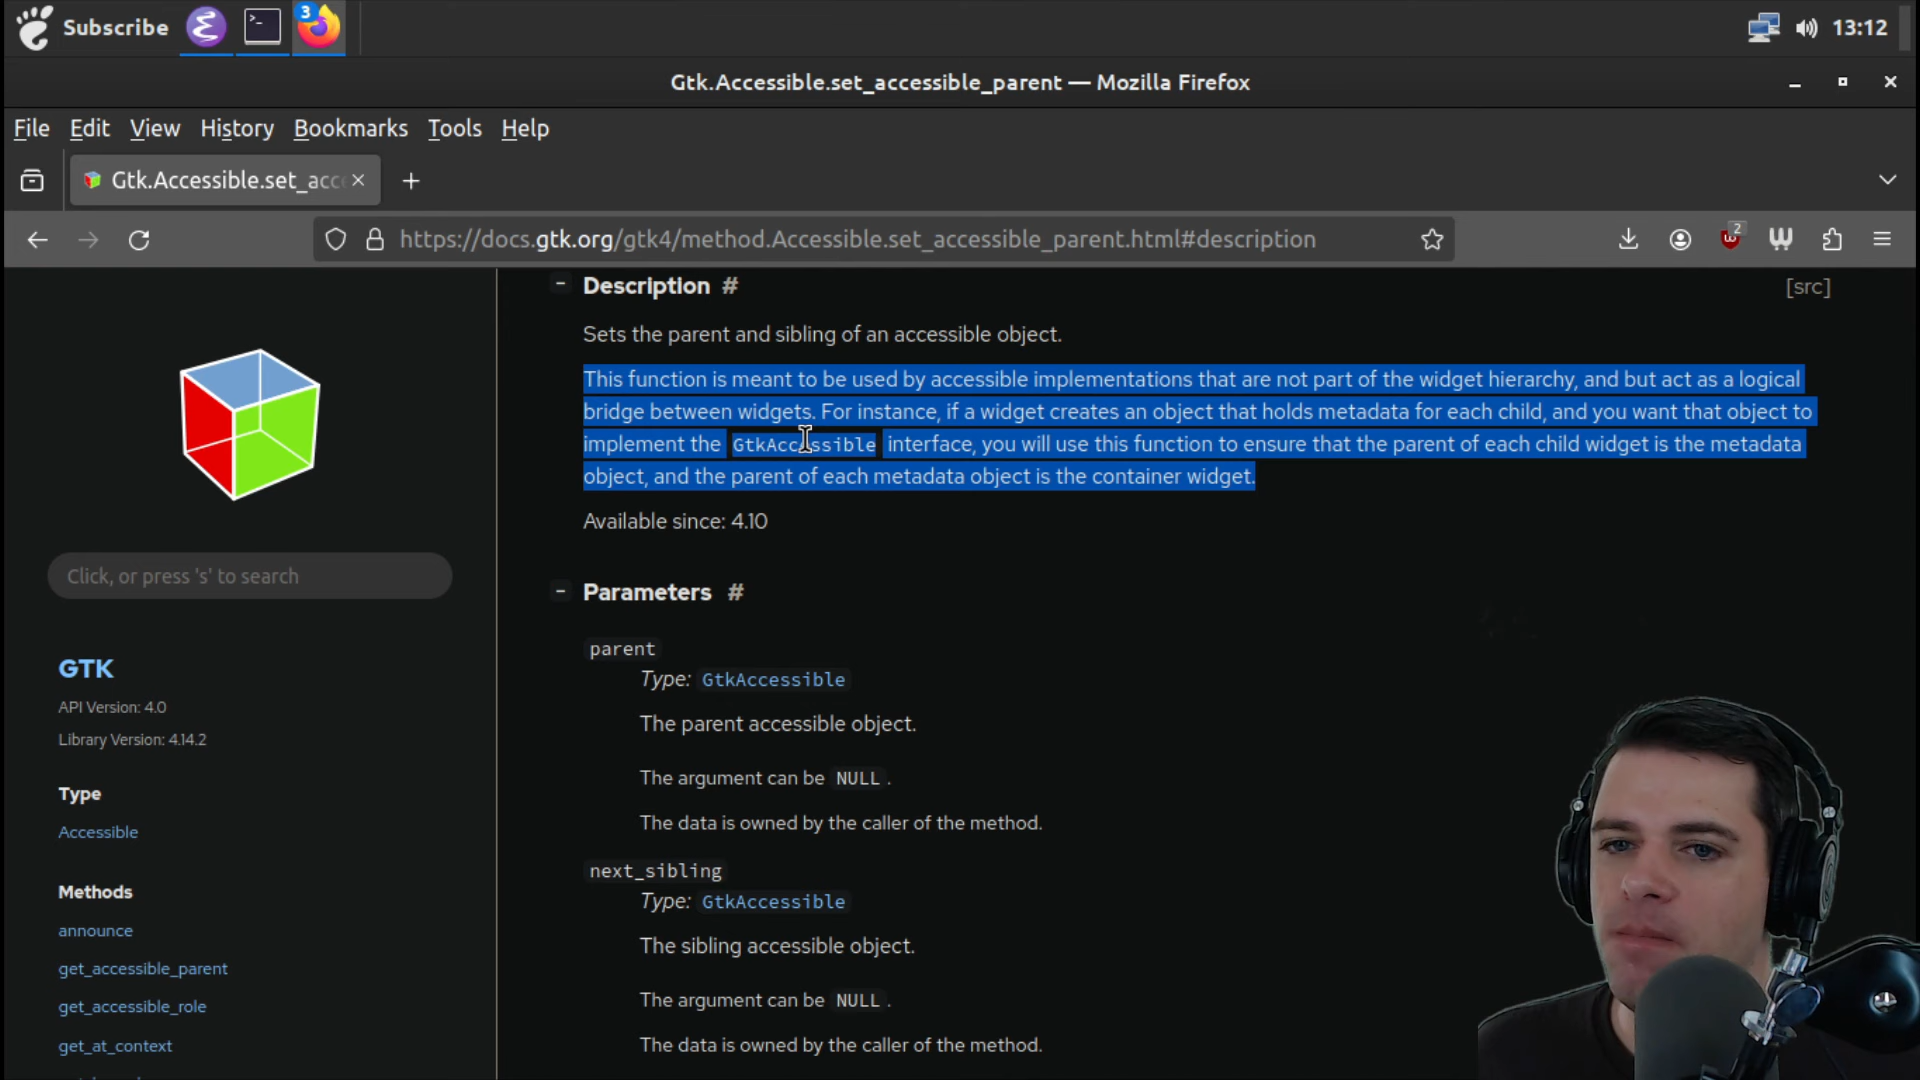 Subscribe
3
13:12
Gtk.Accessible.set_accessible_parent — Mozilla Firefox
File Edit View History Bookmarks Tools Help
Gtk.Accessible.set_acc
https://docs.gtk.org/gtk4/method.Accessible.set_accessible_parent.html#description
2
Description #
[src]
Sets the parent and sibling of an accessible object.
This function is meant to be used by accessible implementations that are not part of the widget hierarchy, and but act as a logical
bridge between widgets. For instance, if a widget creates an object that holds metadata for each child, and you want that object to
implement the GtkAccessible interface, you will use this function to ensure that the parent of each child widget is the metadata
object, and the parent of each metadata object is the container widget.
Available since: 4.10
Click, or press 's' to search
GTK
API Version: 4.0
Library Version: 4.14.2
Type
Accessible
Methods
announce
get_accessible_parent
get_accessible_role
get_at_context
Parameters #
parent
Type: GtkAccessible
The parent accessible object.
The argument can be NULL.
The data is owned by the caller of the method.
next_sibling
Type: GtkAccessible
The sibling accessible object.
The argument can be NULL.
The data is owned by the caller of the method.